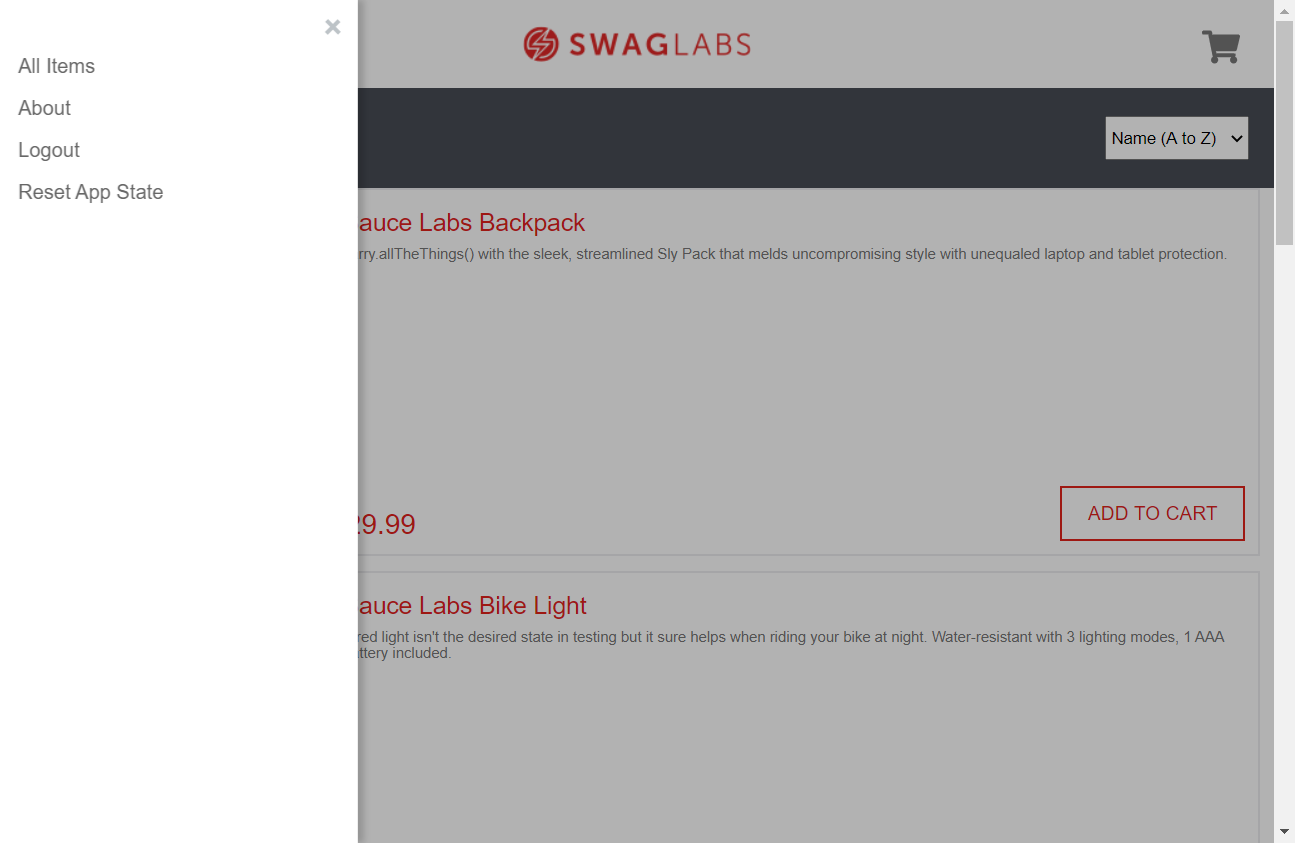 All Items
About
Logout
Reset App State
SWAGLABS
Name (A to Z)
auce Labs Backpack
rry.allTheThings() with the sleek, streamlined Sly Pack that melds uncompromising style with unequaled laptop and tablet protection.
29.99
ADD TO CART
auce Labs Bike Light
red light isn't the desired state in testing but it sure helps when riding your bike at night. Water-resistant with 3 lighting modes, 1 AAA
ttery included.